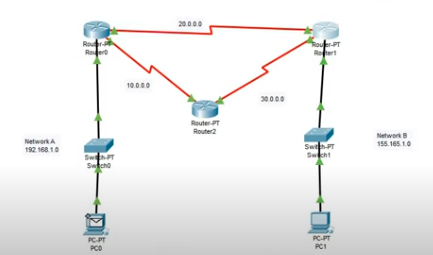 20.0.0.0
Router-PT
Router0
Router-PT
Router1
10.0.0.0
30.0.0.0
Router-PT
Router2
Network A
192.168.1.0
Switch-PT
Switch0
Switch-PT
Switch1
Network B
155.165.1.0
PC-PT
PC0
PC-PT
PC1